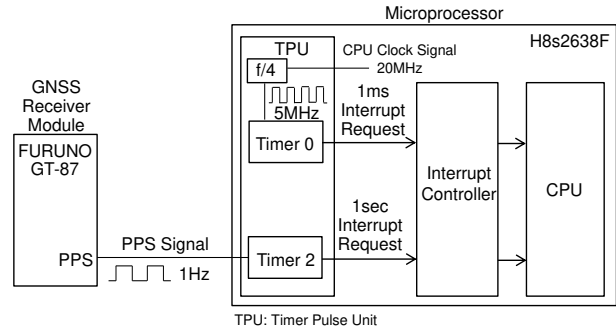 Microprocessor
H8s2638F
TPU
CPU Clock Signal
f/4
20MHz
GNSS
Receiver
Module
5MHz
1ms
Interrupt
Request
FURUNO
GT-87
Timer 0
Interrupt
Controller
CPU
1sec
Interrupt
Request
PPS Signal
PPS
1Hz
Timer 2
TPU: Timer Pulse Unit